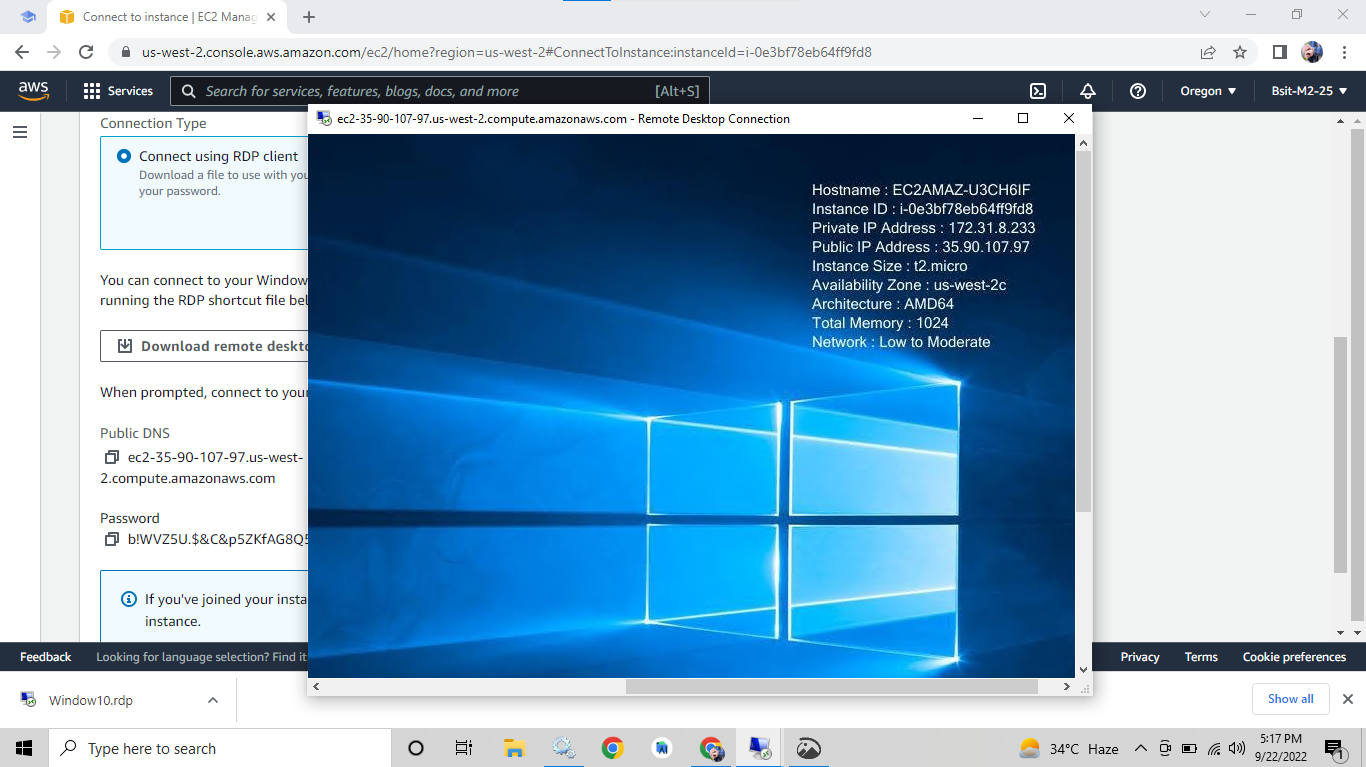 Connect to instance | EC2 Manag
us-west-2.console.aws.amazon.com/ec2/home?region=us-west-2#ConnectToInstance:instanceId=i-0e3bf78eb64ff9fd8
aws
Services
Search for services, features, blogs, docs, and more
[Alt+S]
Oregon
Bsit-M2-25
ec2-35-90-107-97.us-west-2.compute.amazonaws.com - Remote Desktop Connection
Connection Type
Connect using RDP client
Download a file to use with you
your password.
You can connect to your Window
running the RDP shortcut file bel
Download remote deskto
When prompted, connect to your
Public DNS
ec2-35-90-107-97.us-west-
2.compute.amazonaws.com
Password
b!WVZ5U.$&C&p5ZKfAG8Q5
If you've joined your insta
instance.
Hostname : EC2AMAZ-U3CH6IF
Instance ID : i-0e3bf78eb64ff9fd8
Private IP Address : 172.31.8.233
Public IP Address : 35.90.107.97
Instance Size : t2.micro
Availability Zone : us-west-2c
Architecture : AMD64
Total Memory : 1024
Network : Low to Moderate
Feedback
Looking for language selection? Find it
Privacy
Terms
Cookie preferences
Window10.rdp
Show all
Type here to search
34°C Haze
5:17 PM
9/22/2022
1